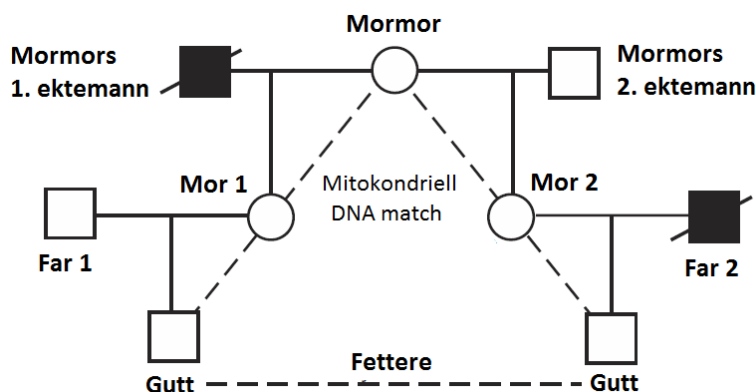 Mormor
Mormors
1. ektemann
Mormors
2. ektemann
Mor 1
Mitokondriell
DNA match
Mor 2
Far 1
Far 2
Gutt
Fettere
Gutt